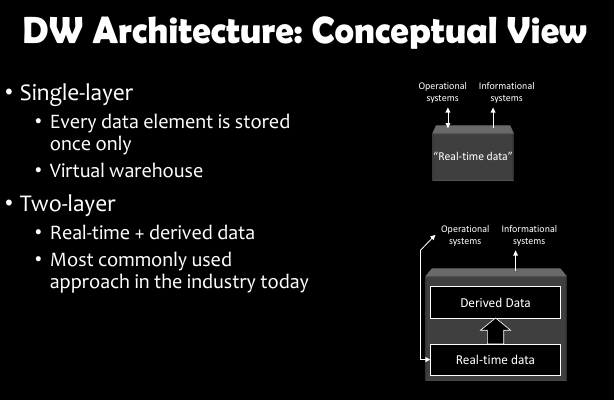 DW Architecture: Conceptual View
• Single-layer
• Every data element is stored
once only
• Virtual warehouse
• Two-layer
• Real-time + derived data
• Most commonly used
approach in the industry today
Operational
systems
Informational
systems
“Real-time data”
Operational
systems
Informational
systems
Derived Data
Real-time data